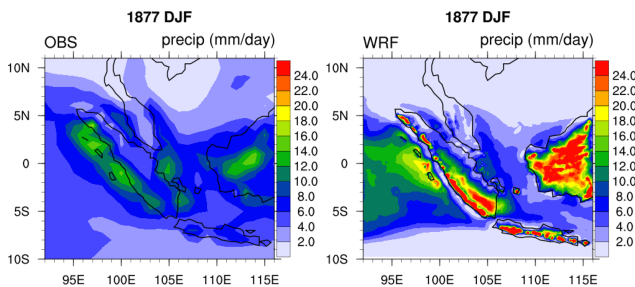 1877 DJF
OBS precip (mm/day)
10N
5N
0
5S
10S
95E 100E 105E 110E 115E
24.0
22.0
20.0
18.0
16.0
14.0
12.0
10.0
8.0
6.0
4.0
2.0
1877 DJF
WRF precip (mm/day)
10N
5N
0
5S
10S
95E 100E 105E 110E 115E
24.0
22.0
20.0
18.0
16.0
14.0
12.0
10.0
8.0
6.0
4.0
2.0